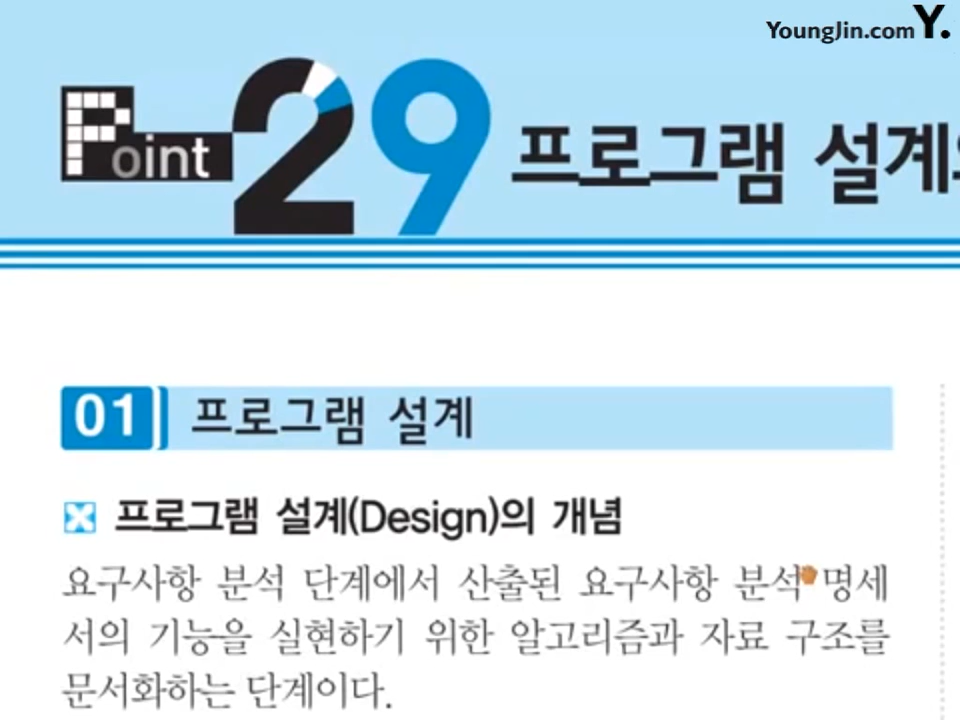 YoungJin.com Y.
Point 29 프로그램 설계
01 프로그램 설계
프로그램 설계(Design)의 개념
요구사항 분석 단계에서 산출된 요구사항 분석 명세
서의 기능을 실현하기 위한 알고리즘과 자료 구조를
문서화하는 단계이다.